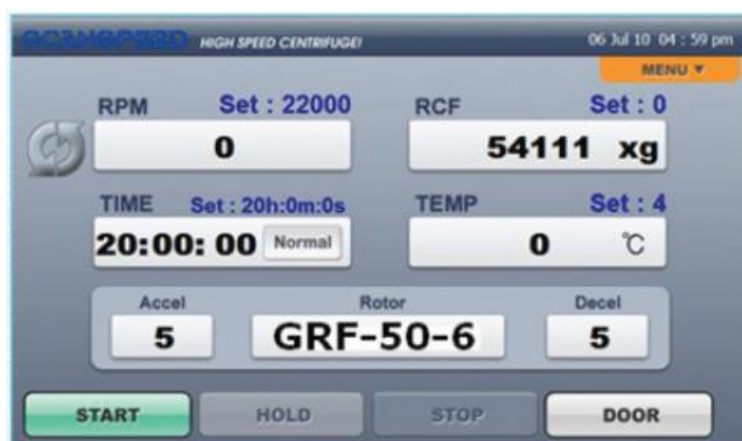 SCANSPEED HIGH SPEED CENTRIFUGE! 06 Jul 10 04 : 59 pm
MENU ▼
RPM Set : 22000 RCF Set : 0
0 54111 xg
TIME Set : 20h:0m:0s TEMP Set : 4
20:00: 00 Normal 0 ℃
Accel Rotor Decel
5 GRF-50-6 5
START HOLD STOP DOOR